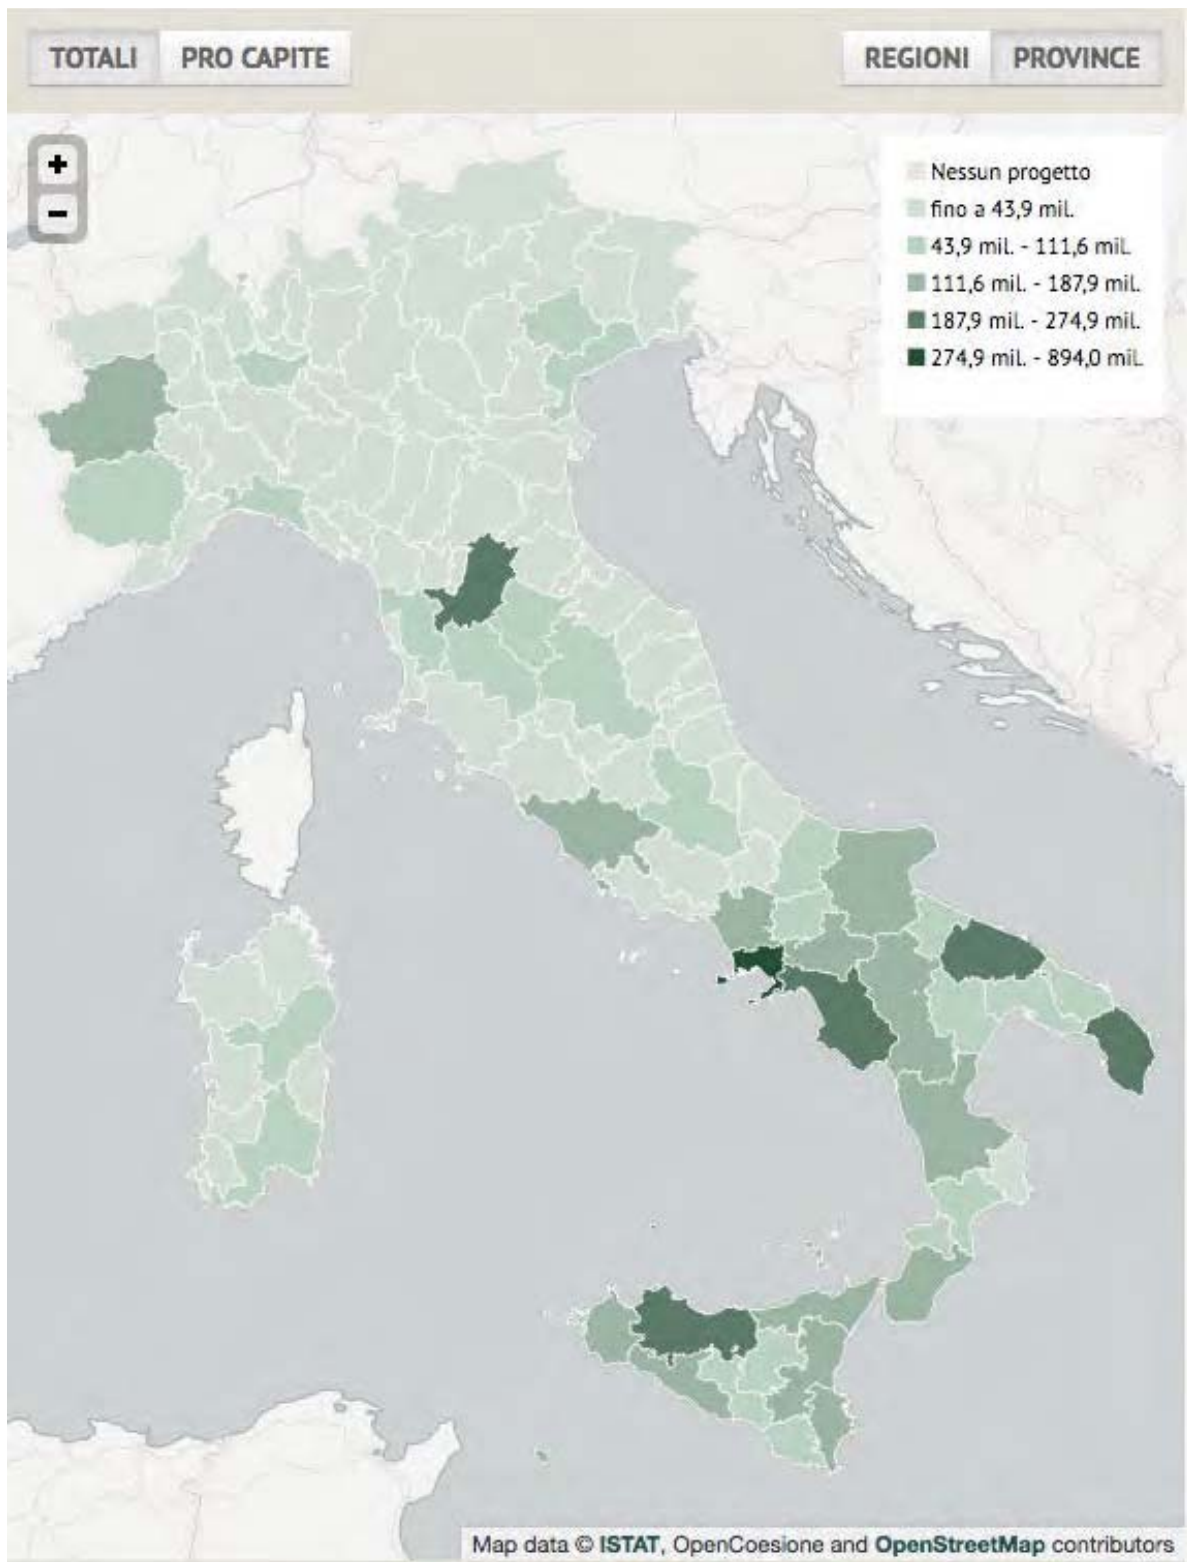 TOTALI PRO CAPITE REGIONI PROVINCE
+
-
Nessun progetto
fino a 43,9 mil.
43,9 mil. - 111,6 mil.
111,6 mil. - 187,9 mil.
187,9 mil. - 274,9 mil.
274,9 mil. - 894,0 mil.
Map data © ISTAT, OpenCoesione and OpenStreetMap contributors